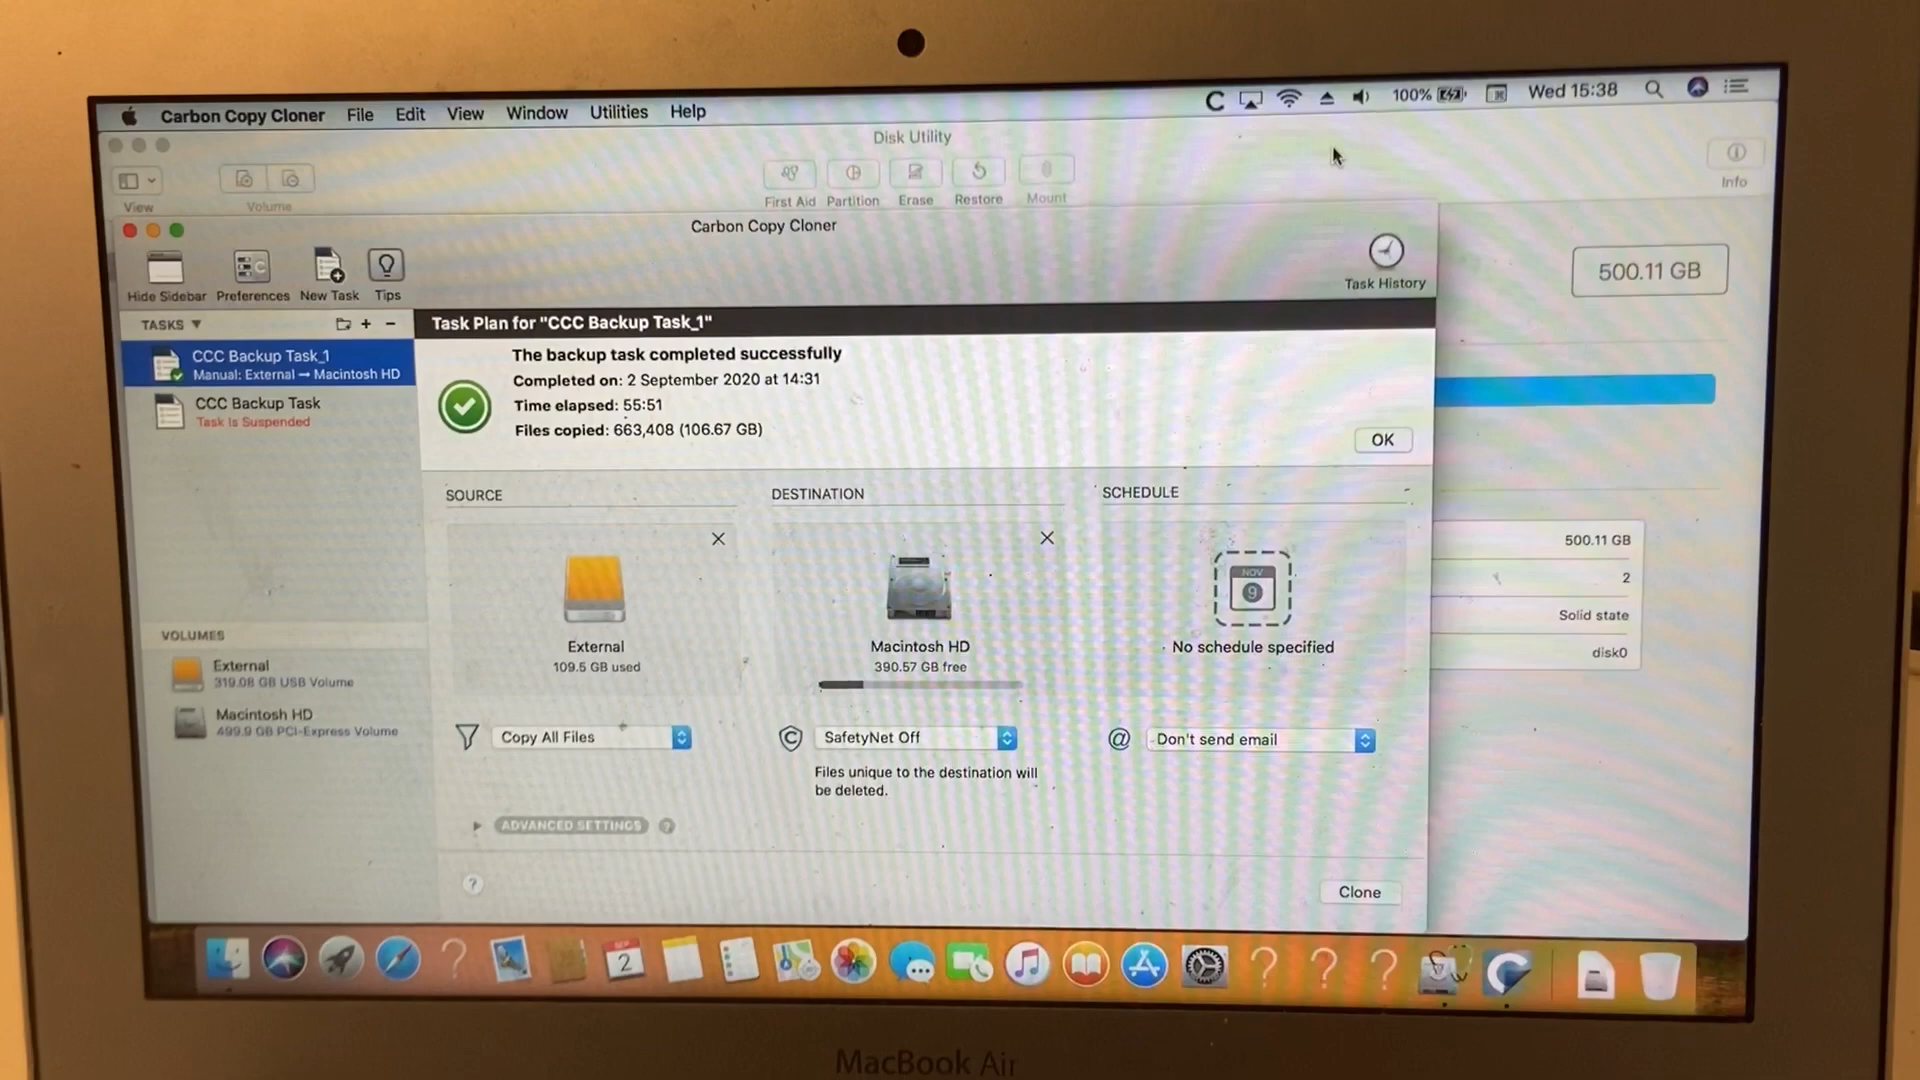 Carbon Copy Cloner File Edit View Window Utilities Help 100% Wed 15:38
Disk Utility
View Volume First Aid Partition Erase Restore Mount Info
Carbon Copy Cloner
Hide Sidebar Preferences New Task Tips Task History
500.11 GB
TASKS
Task Plan for "CCC Backup Task_1"
CCC Backup Task_1
Manual: External → Macintosh HD
CCC Backup Task
Task Is Suspended
The backup task completed successfully
Completed on: 2 September 2020 at 14:31
Time elapsed: 55:51
Files copied: 663,408 (106.67 GB)
OK
SOURCE DESTINATION SCHEDULE
NOV
9
External
109.5 GB used
Macintosh HD
390.57 GB free
No schedule specified
500.11 GB
2
Solid state
disk0
VOLUMES
External
319.08 GB USB Volume
Macintosh HD
499.9 GB PCI-Express Volume
Copy All Files
SafetyNet Off
@ Don't send email
Files unique to the destination will
be deleted.
ADVANCED SETTINGS ?
?
Clone
SEP
2
MacBook Air